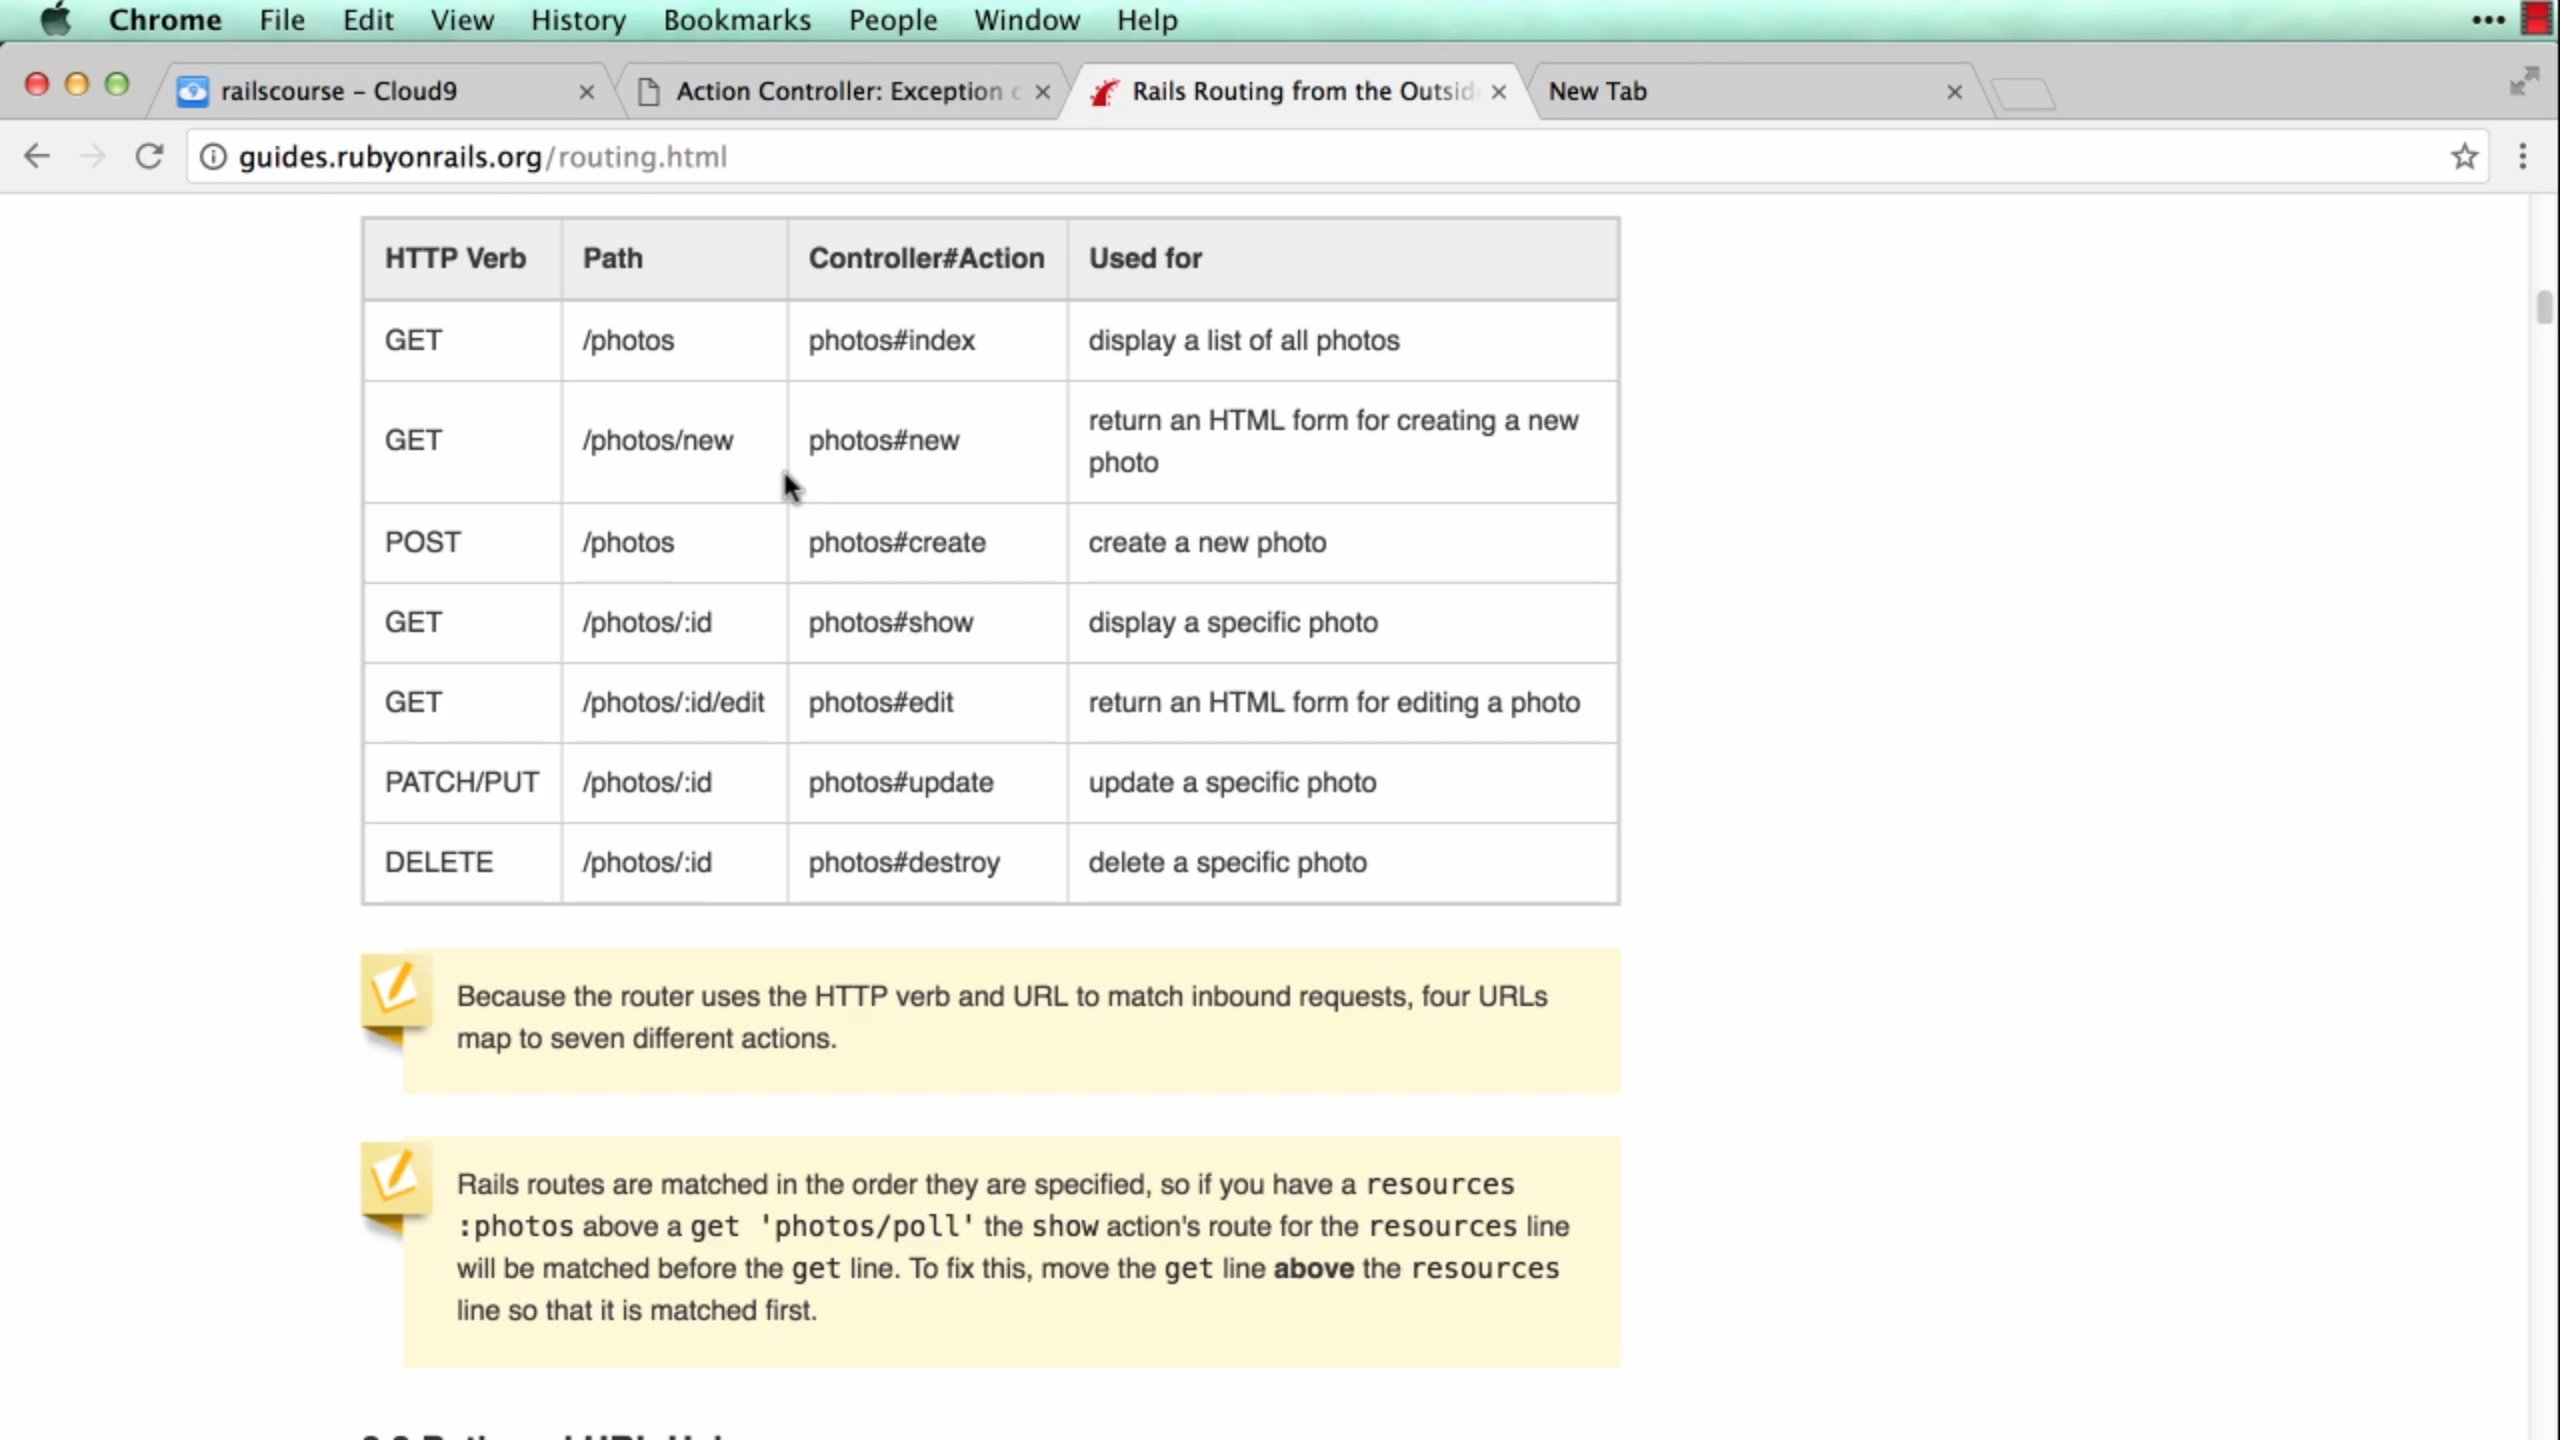 Chrome File Edit View History Bookmarks People Window Help
railscourse – Cloud9 Action Controller: Exception c Rails Routing from the Outsid New Tab
guides.rubyonrails.org/routing.html
HTTP Verb Path Controller#Action Used for
GET /photos photos#index display a list of all photos
GET /photos/new photos#new return an HTML form for creating a new
photo
POST /photos photos#create create a new photo
GET /photos/:id photos#show display a specific photo
GET /photos/:id/edit photos#edit return an HTML form for editing a photo
PATCH/PUT /photos/:id photos#update update a specific photo
DELETE /photos/:id photos#destroy delete a specific photo
Because the router uses the HTTP verb and URL to match inbound requests, four URLs
map to seven different actions.
Rails routes are matched in the order they are specified, so if you have a resources
:photos above a get 'photos/poll' the show action's route for the resources line
will be matched before the get line. To fix this, move the get line above the resources
line so that it is matched first.